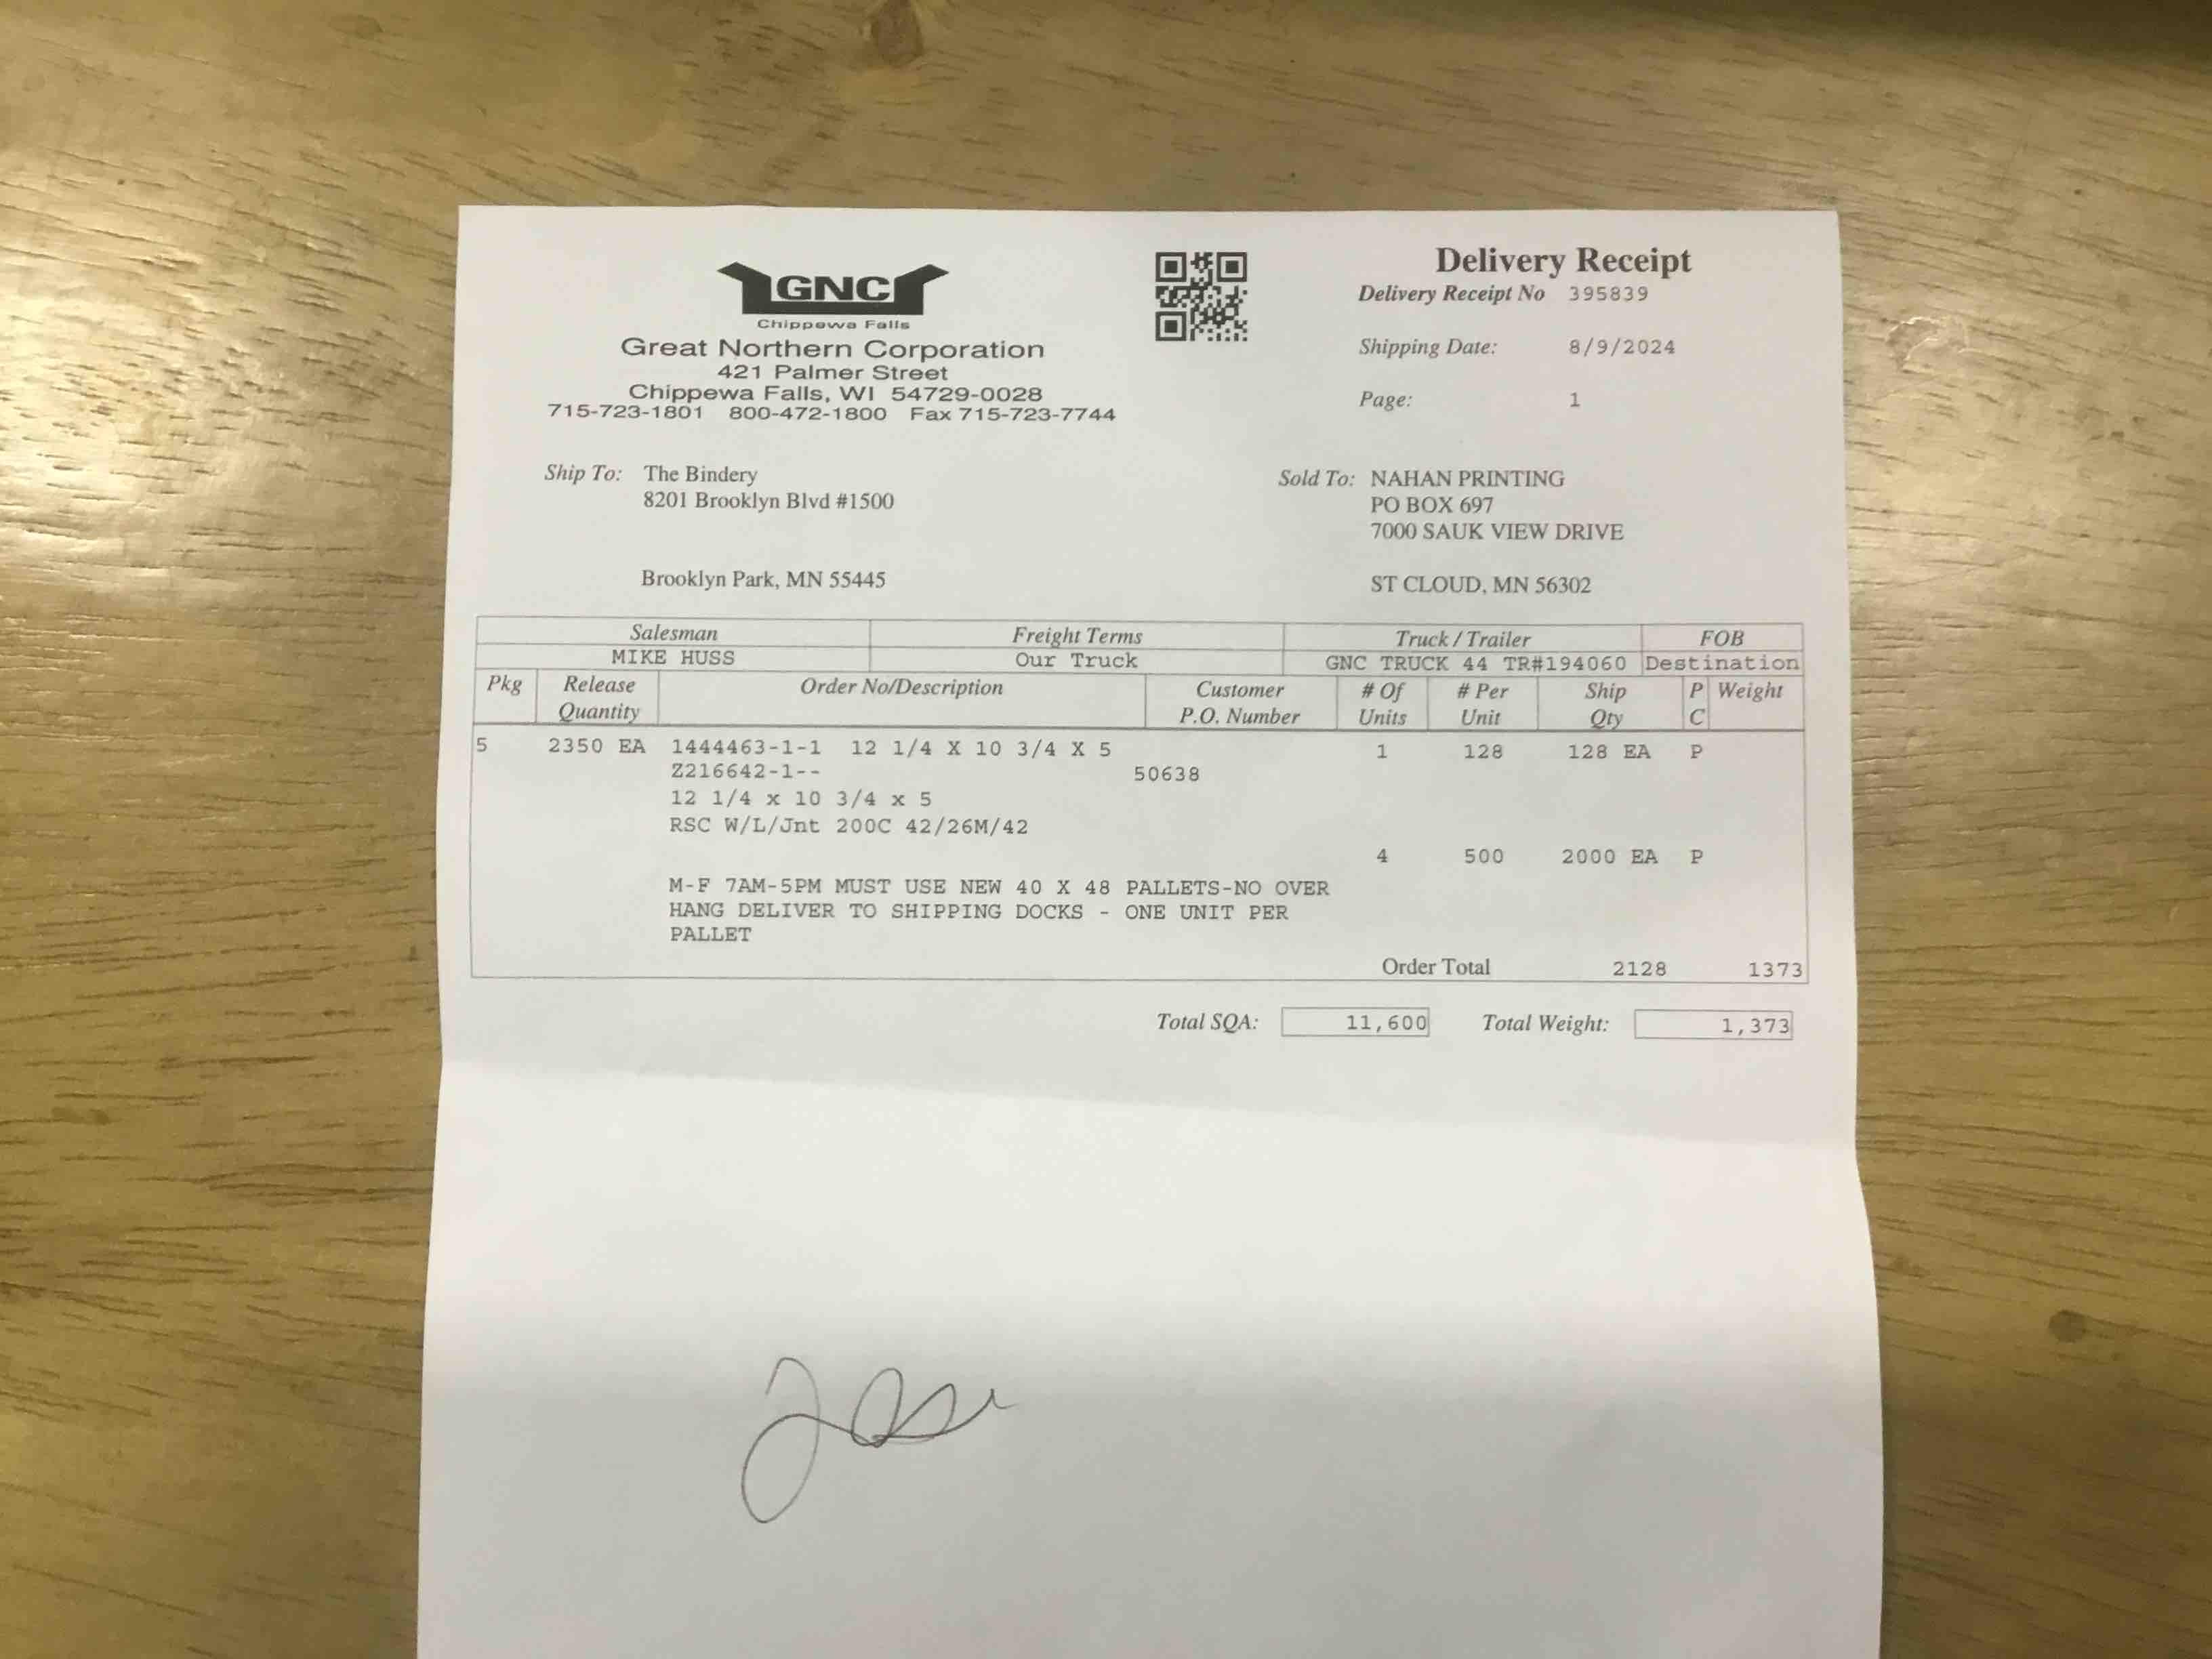 GNC
Chippewa Falls
Great Northern Corporation
421 Palmer Street
Chippewa Falls, WI 54729-0028
715-723-1801 800-472-1800 Fax 715-723-7744
Delivery Receipt
Delivery Receipt No 395839
Shipping Date: 8/9/2024
Page: 1
Ship To: The Bindery
8201 Brooklyn Blvd #1500
Brooklyn Park, MN 55445
Sold To: NAHAN PRINTING
PO BOX 697
7000 SAUK VIEW DRIVE
ST CLOUD, MN 56302
Salesman Freight Terms Truck / Trailer FOB
MIKE HUSS Our Truck GNC TRUCK 44 TR#194060 Destination
Pkg Release Quantity Order No/Description Customer P.O. Number # Of Units # Per Unit Ship Qty P C Weight
5 2350 EA 1444463-1-1 12 1/4 X 10 3/4 X 5 1 128 128 EA P
Z216642-1-- 50638
12 1/4 x 10 3/4 x 5
RSC W/L/Jnt 200C 42/26M/42
4 500 2000 EA P
M-F 7AM-5PM MUST USE NEW 40 X 48 PALLETS-NO OVER
HANG DELIVER TO SHIPPING DOCKS - ONE UNIT PER
PALLET
Order Total 2128 1373
Total SQA: 11,600 Total Weight: 1,373